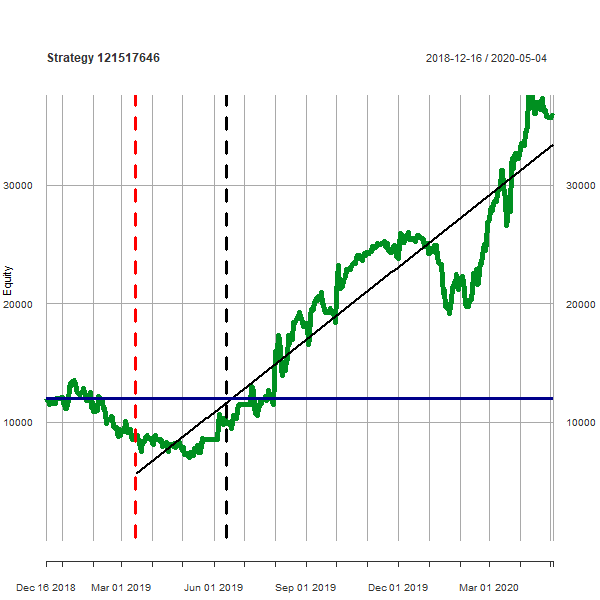 Strategy 121517646
2018-12-16 / 2020-05-04
30000
30000
Equity
20000
20000
10000
10000
Dec 16 2018
Mar 01 2019
Jun 01 2019
Sep 01 2019
Dec 01 2019
Mar 01 2020